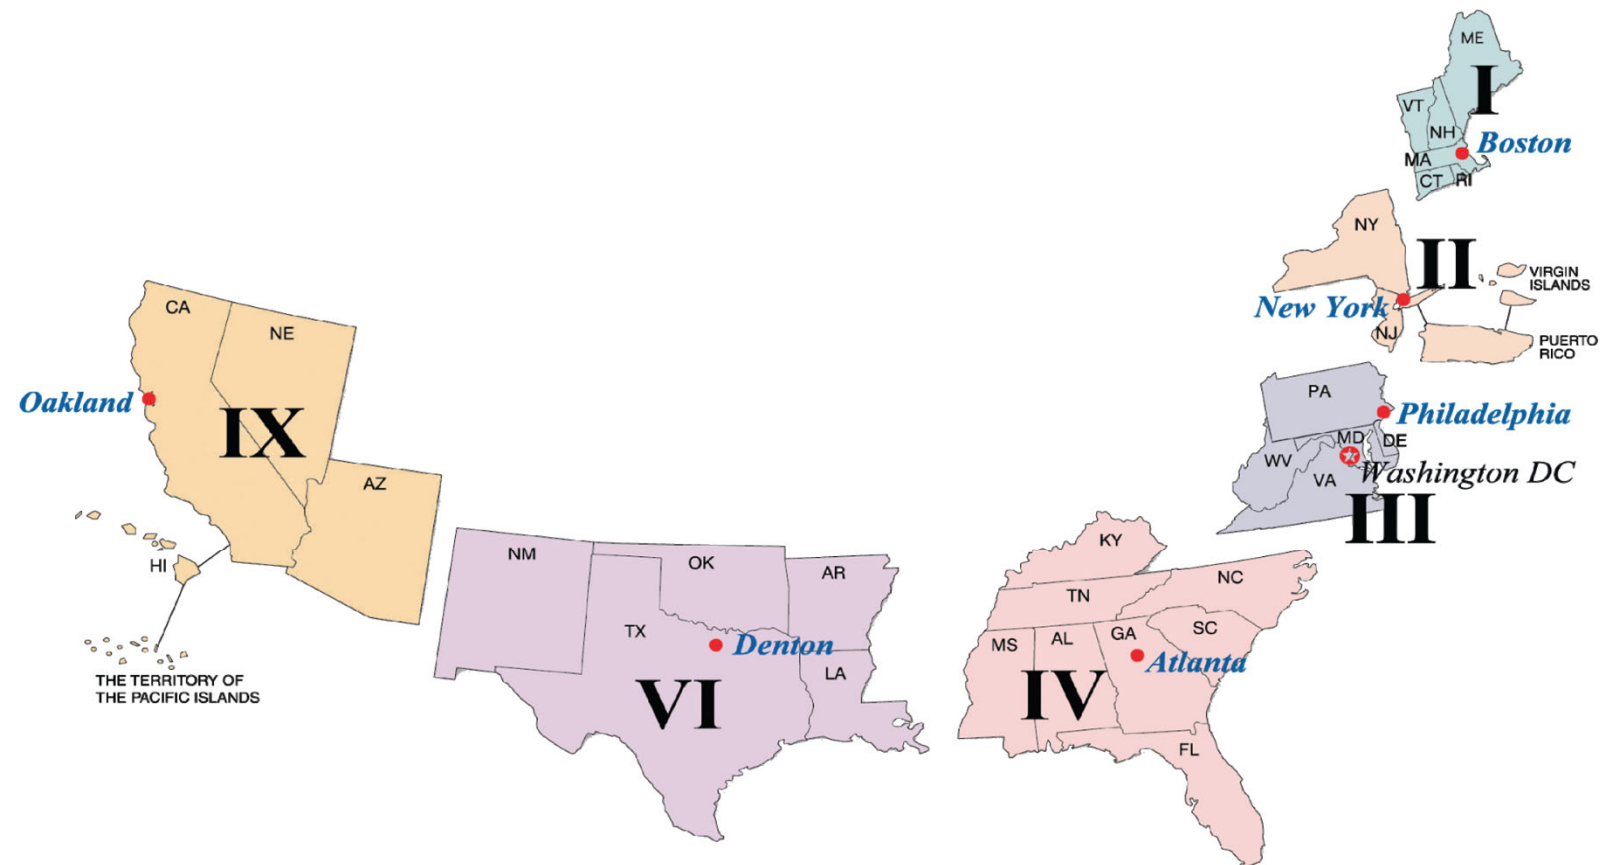 ME
I
VT
NH
Boston
MA
CT
RI
NY
II
VIRGIN
ISLANDS
New York
NJ
PUERTO
RICO
CA
NE
Oakland
IX
AZ
HI
THE TERRITORY OF
THE PACIFIC ISLANDS
PA
Philadelphia
MD
DE
WV
VA
Washington DC
III
NM
OK
AR
TX
Denton
LA
VI
KY
NC
TN
SC
MS
AL
GA
Atlanta
IV
FL